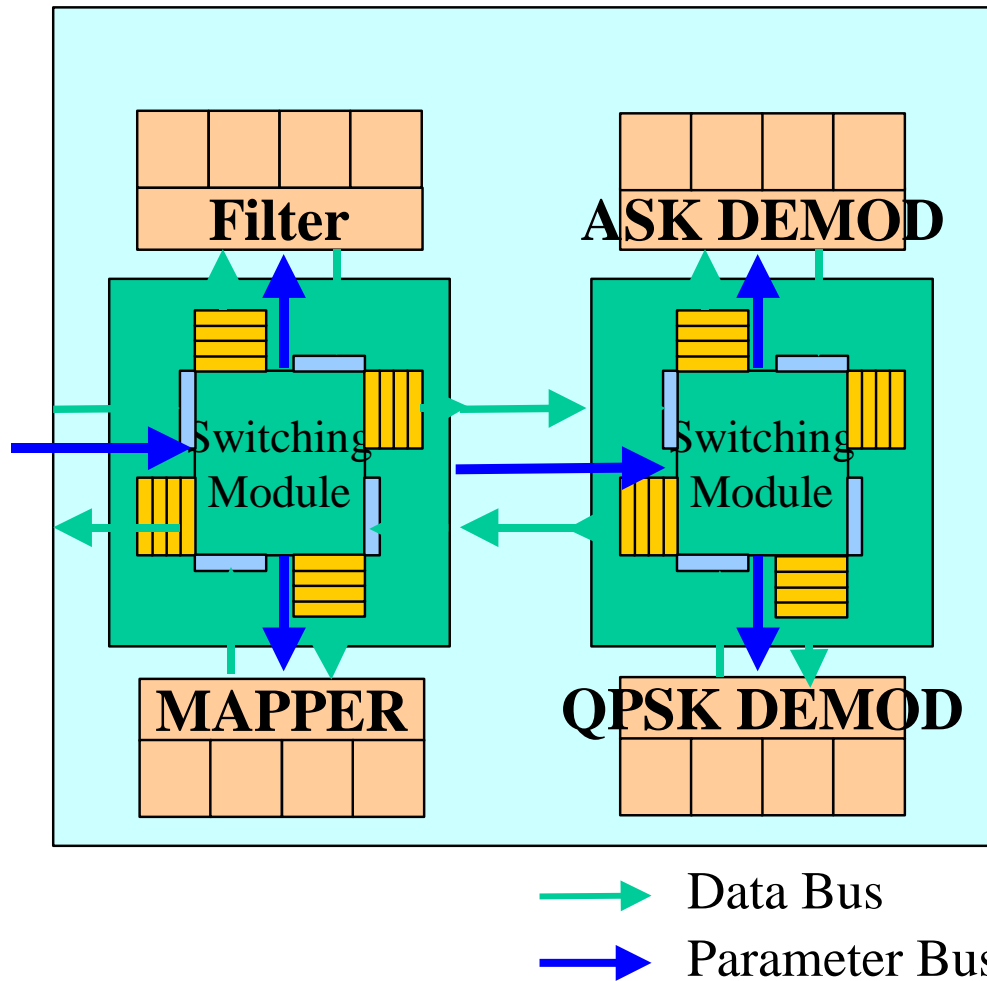 Filter
ASK DEMOD
Switching
Module
Switching
Module
MAPPER
QPSK DEMOD
Data Bus
Parameter Bus